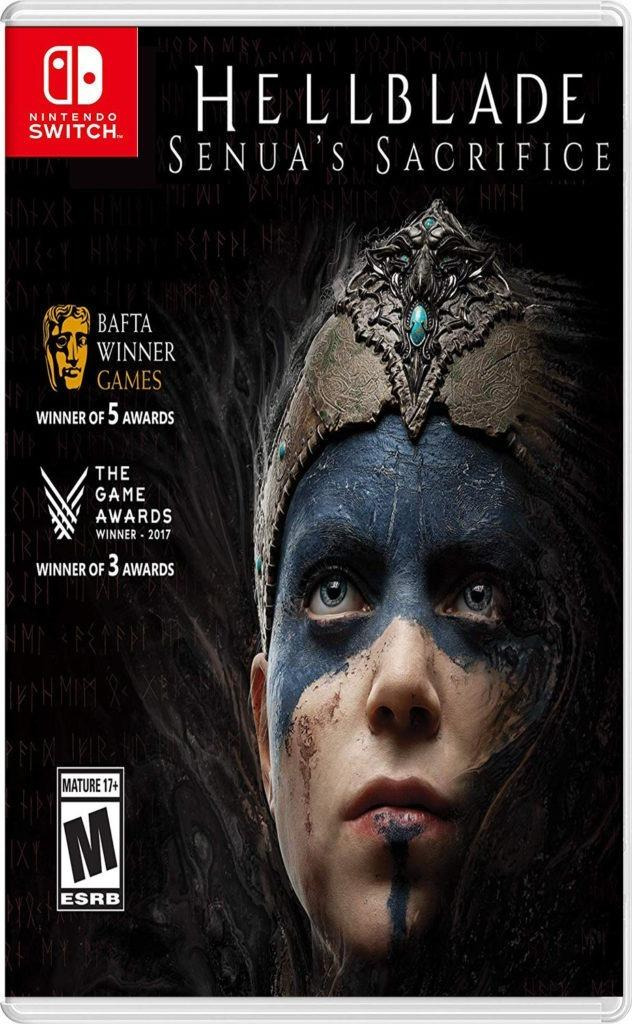 NINTENDO
SWITCH™
HELLBLADE
SENUA'S SACRIFICE
BAFTA
WINNER
GAMES
WINNER OF 5 AWARDS
THE
GAME
AWARDS
WINNER - 2017
WINNER OF 3 AWARDS
MATURE 17+
M
ESRB